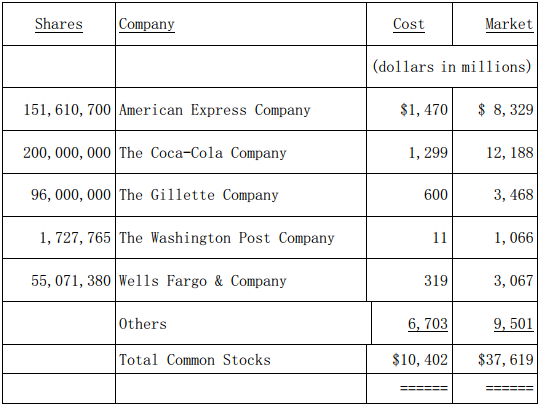 Shares Company Cost Market
(dollars in millions)
151,610,700 American Express Company $1,470 $ 8,329
200,000,000 The Coca-Cola Company 1,299 12,188
96,000,000 The Gillette Company 600 3,468
1,727,765 The Washington Post Company 11 1,066
55,071,380 Wells Fargo & Company 319 3,067
Others 6,703 9,501
Total Common Stocks $10,402 $37,619
====== ======